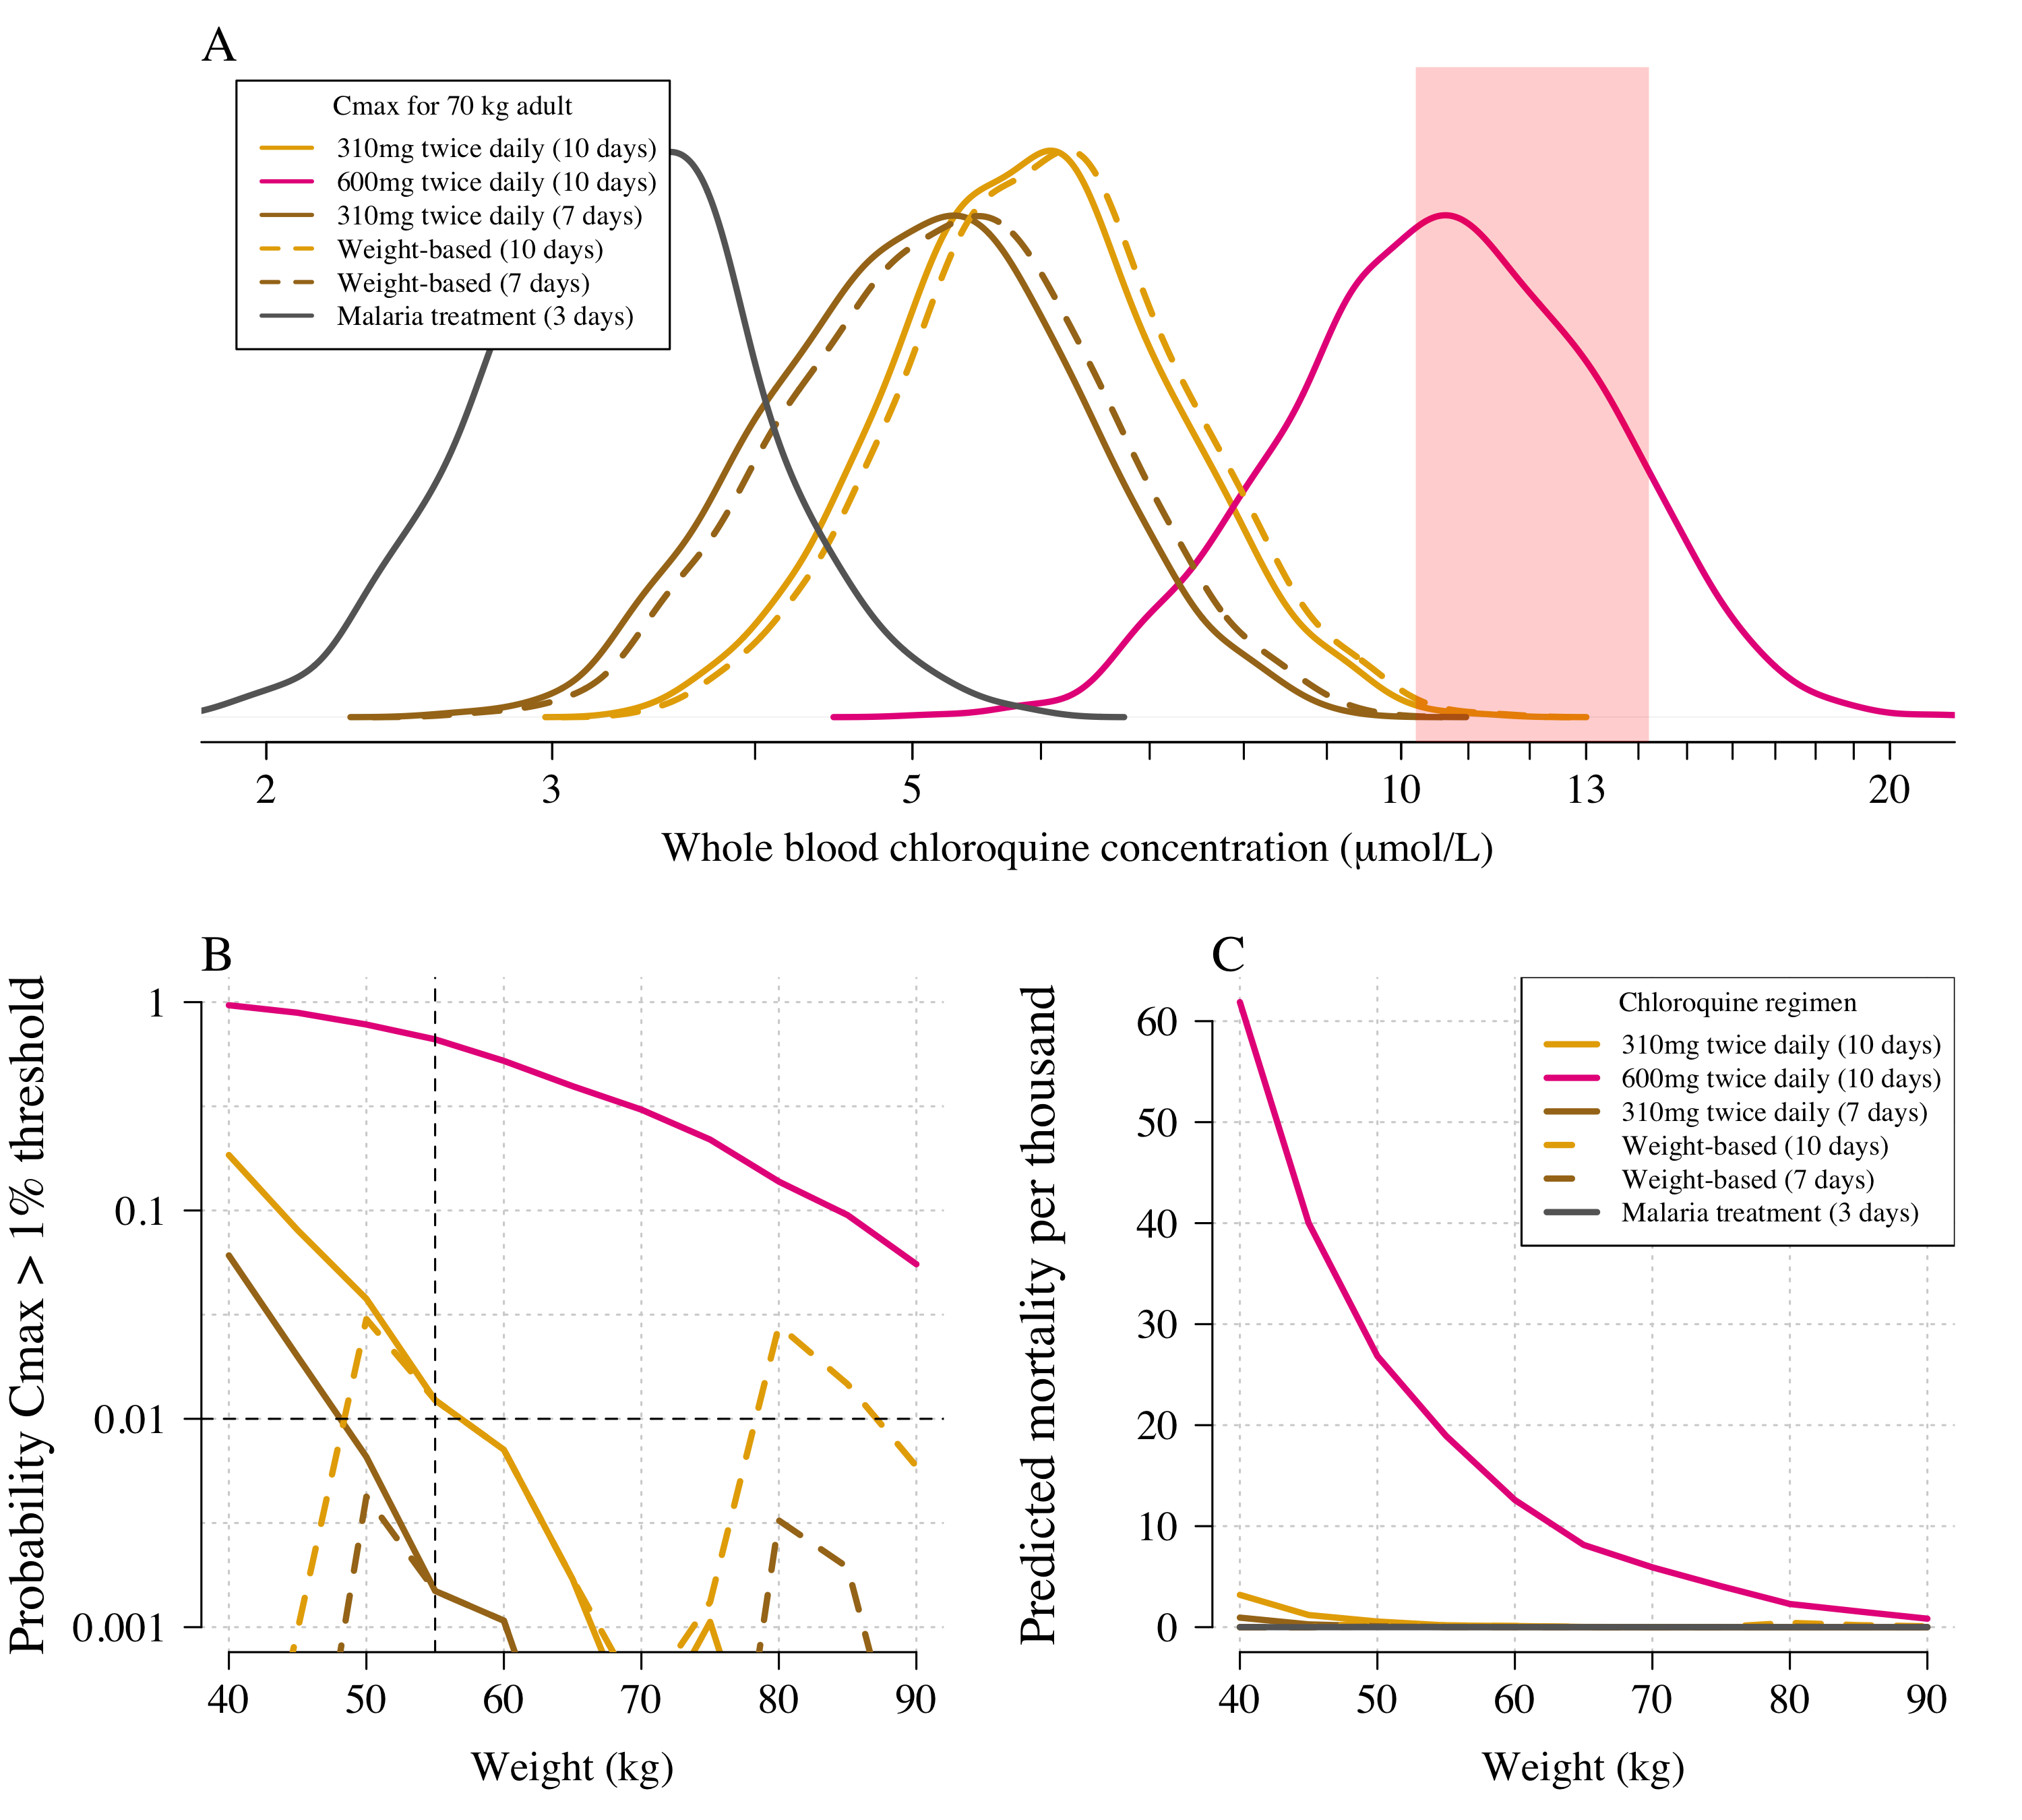 A
Cmax for 70 kg adult
310mg twice daily (10 days)
600mg twice daily (10 days)
310mg twice daily (7 days)
Weight-based (10 days)
Weight-based (7 days)
Malaria treatment (3 days)
2 3 5 10 13 20
Whole blood chloroquine concentration (μmol/L)
B
Probability Cmax > 1% threshold
1
0.1
0.01
0.001
40 50 60 70 80 90
Weight (kg)
C
Predicted mortality per thousand
60
50
40
30
20
10
0
Chloroquine regimen
310mg twice daily (10 days)
600mg twice daily (10 days)
310mg twice daily (7 days)
Weight-based (10 days)
Weight-based (7 days)
Malaria treatment (3 days)
40 50 60 70 80 90
Weight (kg)